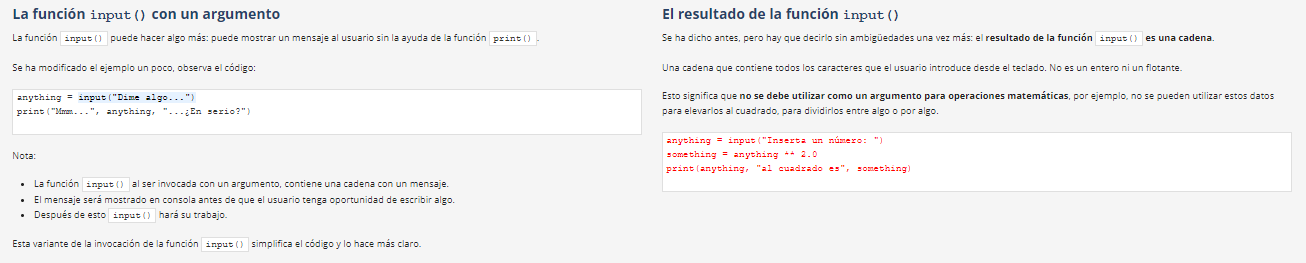 La función input() con un argumento
La función input() puede hacer algo más: puede mostrar un mensaje al usuario sin la ayuda de la función print() .
Se ha modificado el ejemplo un poco, observa el código:
anything = input("Dime algo...")
print("Mmm...", anything, "...¿En serio?")
Nota:
• La función input() al ser invocada con un argumento, contiene una cadena con un mensaje.
• El mensaje será mostrado en consola antes de que el usuario tenga oportunidad de escribir algo.
• Después de esto input() hará su trabajo.
Esta variante de la invocación de la función input() simplifica el código y lo hace más claro.
El resultado de la función input()
Se ha dicho antes, pero hay que decirlo sin ambigüedades una vez más: el resultado de la función input() es una cadena.
Una cadena que contiene todos los caracteres que el usuario introduce desde el teclado. No es un entero ni un flotante.
Esto significa que no se debe utilizar como un argumento para operaciones matemáticas, por ejemplo, no se pueden utilizar estos datos
para elevarlos al cuadrado, para dividirlos entre algo o por algo.
anything = input("Inserta un número: ")
something = anything ** 2.0
print(anything, "al cuadrado es", something)